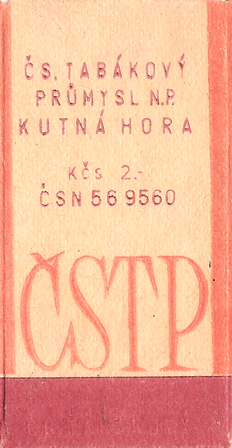 ČS. TABÁKOVÝ
PRŮMYSL N.P.
KUTNÁ HORA
Kčs 2.-
ČSN 56 9560
ČSTP